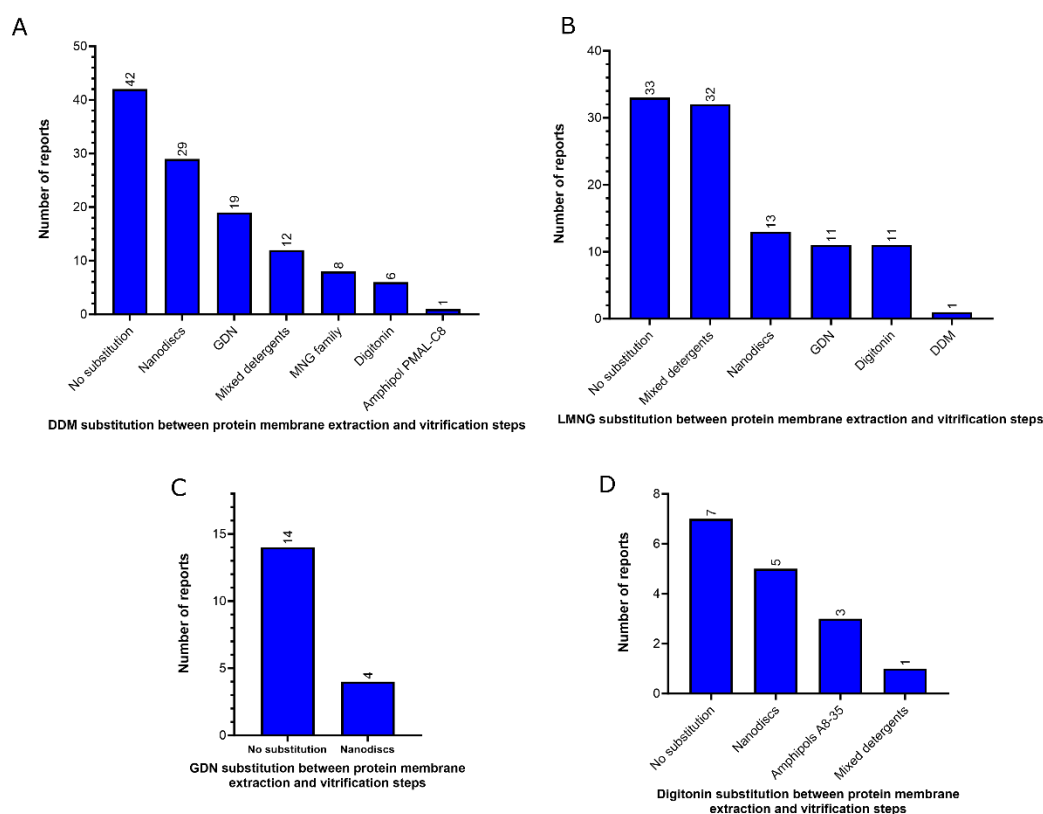 A
Number of reports
50
40
30
20
10
0
42
29
19
12
8
6
1
No substitution
Nanodiscs
GDN
Mixed detergents
MNG family
Digitonin
Amphipol PMAL-C8
DDM substitution between protein membrane extraction and vitrification steps
B
Number of reports
40
30
20
10
0
33
32
13
11
11
1
No substitution
Mixed detergents
Nanodiscs
GDN
Digitonin
DDM
LMNG substitution between protein membrane extraction and vitrification steps
C
Number of reports
15
10
5
0
14
4
No substitution
Nanodiscs
GDN substitution between protein membrane
extraction and vitrification steps
D
Number of reports
8
6
4
2
0
7
5
3
1
No substitution
Nanodiscs
Amphipols A8-35
Mixed detergents
Digitonin substitution between protein membrane
extraction and vitrification steps